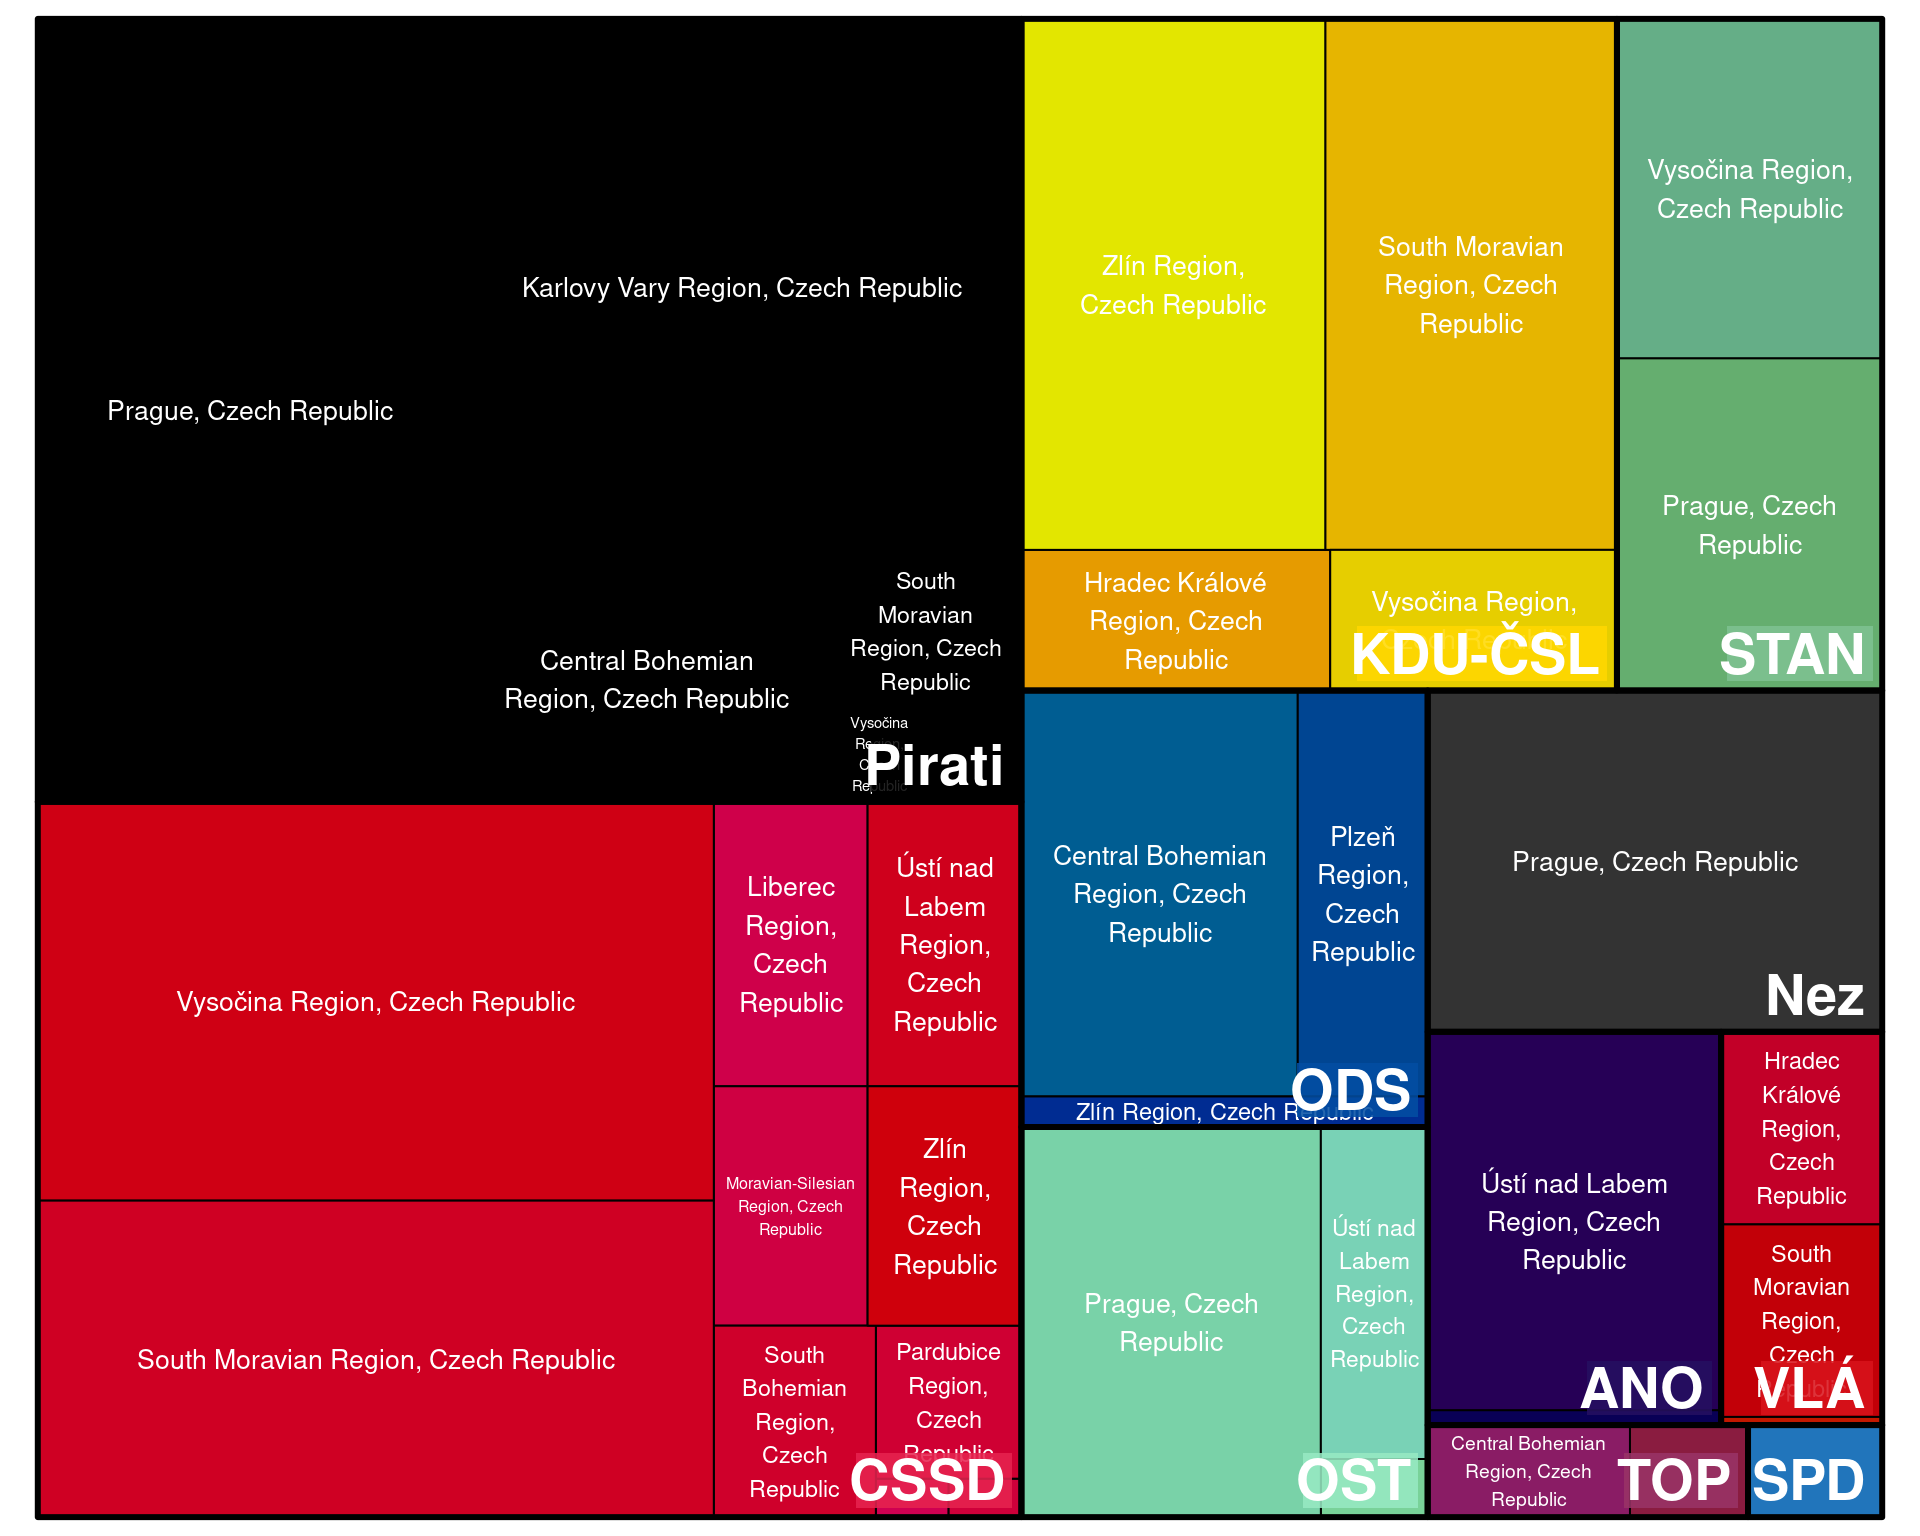 Karlovy Vary Region, Czech Republic
Prague, Czech Republic
Central Bohemian
Region, Czech Republic
South
Moravian
Region, Czech
Republic
Vysočina
Pirati
Zlín Region,
Czech Republic
South Moravian
Region, Czech
Republic
Hradec Králové
Region, Czech
Republic
Vysočina Region,
KDU-ČSL
Vysočina Region,
Czech Republic
Prague, Czech
Republic
STAN
Vysočina Region, Czech Republic
South Moravian Region, Czech Republic
Liberec
Region,
Czech
Republic
Ústí nad
Labem
Region,
Czech
Republic
Moravian-Silesian
Region, Czech
Republic
Zlín
Region,
Czech
Republic
South
Bohemian
Region,
Czech
Republic
Pardubice
Region,
Czech
Republic
CSSD
Central Bohemian
Region, Czech
Republic
Plzeň
Region,
Czech
Republic
Zlín Region, Czech Republic
ODS
Prague, Czech Republic
Nez
Prague, Czech
Republic
Ústí nad
Labem
Region,
Czech
Republic
OST
Ústí nad Labem
Region, Czech
Republic
ANO
Hradec
Králové
Region,
Czech
Republic
South
Moravian
Region,
Czech
VLÁ
Central Bohemian
Region, Czech
Republic
TOP
SPD